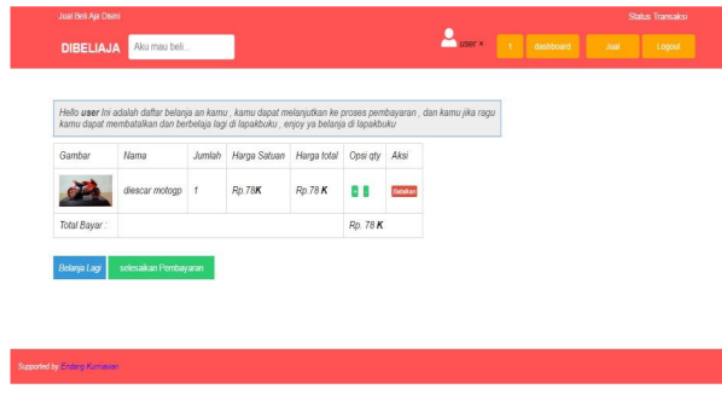 Jual Beli Aja Disini
Status Transaksi
DIBELIAJA
Aku mau beli...
user ×
1
dashboard
Jual
Logout
Hello user Ini adalah daftar belanja an kamu , kamu dapat melanjutkan ke proses pembayaran , dan kamu jika ragu
kamu dapat membatalkan dan berbelaja lagi di lapakbuku , enjoy ya belanja di lapakbuku
Gambar Nama Jumlah Harga Satuan Harga total Opsi qty Aksi
diescar motogp 1 Rp.78K Rp.78 K + - Batalkan
Total Bayar : Rp. 78 K
Belanja Lagi
selesaikan Pembayaran
Supported by Endang Kurniawan